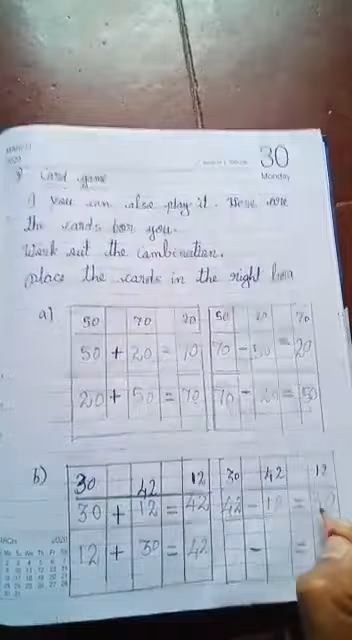 MARCH
2020
30
Monday
Card game
I you can also play it. Here are
the cards for you.
Work out the combination.
place the cards in the right box
a) 50 70 20 50 20 70
50 + 20 = 70 70 - 50 = 20
20 + 50 = 70 70 - 20 = 50
b) 30 42 12 30 42 12
30 + 12 = 42 42 - 12 =
12 + 30 = 42 - =
2020